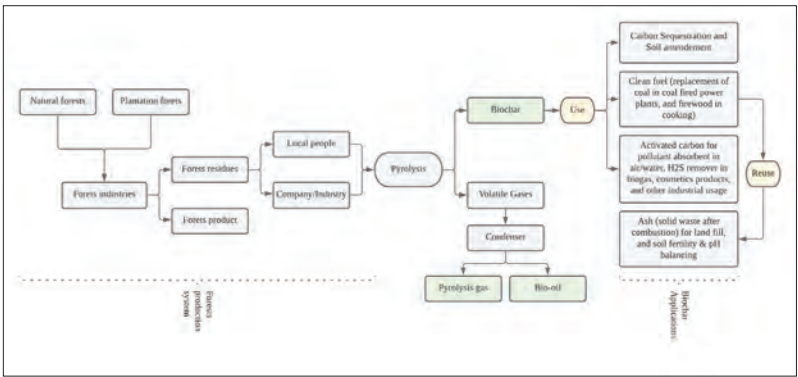 Natural forests
Plantation firets
Forests industries
Forest residues
Forests product
Local people
Company/Industry
Pyrolysis
Biochar
Use
Volatile Gases
Condenser
Pyrolysis gas
Bio-oil
Carbon Sequestration and
Soil amendement
Clean fuel (replacement of
coal in coal fired power
plants, and firewood in
cooking)
Activated carbon for
pollutant absorbent in
air/water, H2S remover in
biogas, cosmetics products,
and other industrial usage
Reuse
Ash (solid waste after
combustion) for land fill,
and soil fertility & pH
balancing
Forests
production
system
Biochar
Applications